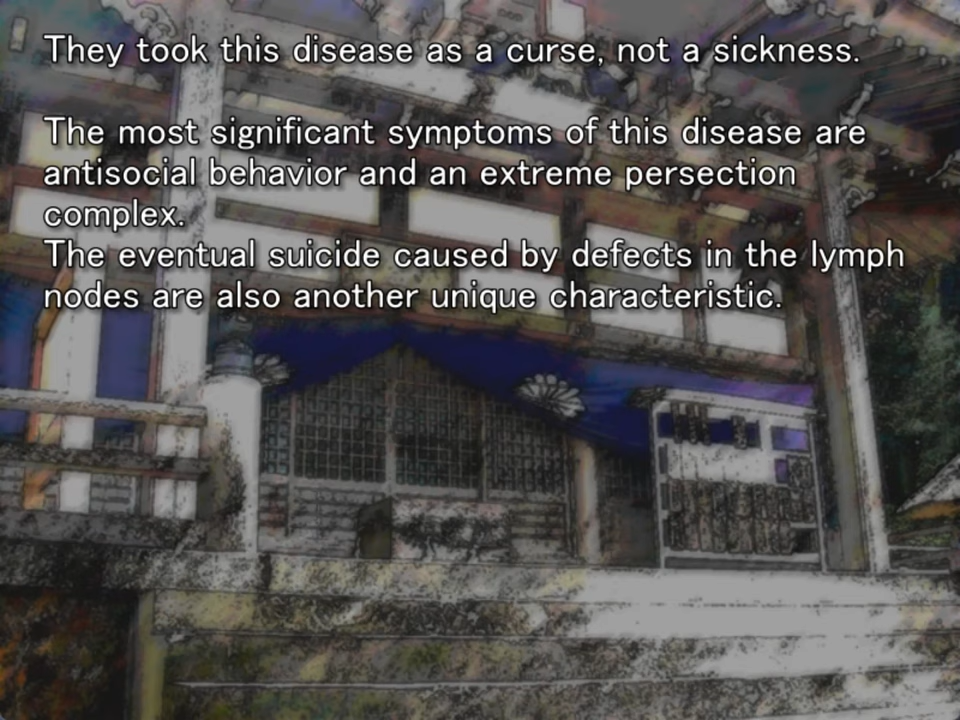 They took this disease as a curse, not a sickness.
The most significant symptoms of this disease are
antisocial behavior and an extreme persection
complex.
The eventual suicide caused by defects in the lymph
nodes are also another unique characteristic.